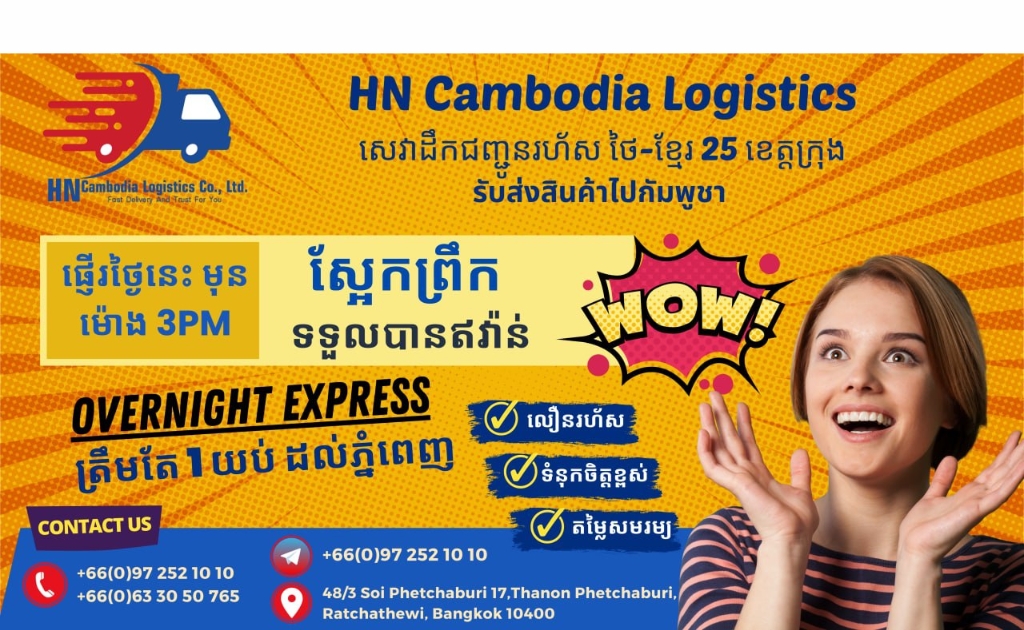 HN Cambodia Logistics
សេវាដឹកជញ្ជូនរហ័ស ថៃ-ខ្មែរ 25 ខេត្តក្រុង
รับส่งสินค้าไปกัมพูชา
HN Cambodia Logistics Co., Ltd.
Fast Delivery And Trust For You
ផ្ញើរថ្ងៃនេះ មុន
ម៉ោង 3PM
ស្អែកព្រឹក
ទទួលបានឥវ៉ាន់
WOW!
OVERNIGHT EXPRESS
ត្រឹមតែ 1 យប់ ដល់ភ្នំពេញ
លឿនរហ័ស
ទំនុកចិត្តខ្ពស់
តម្លៃសមរម្យ
CONTACT US
+66(0)97 252 10 10
+66(0)63 30 50 765
+66(0)97 252 10 10
48/3 Soi Phetchaburi 17,Thanon Phetchaburi,
Ratchathewi, Bangkok 10400